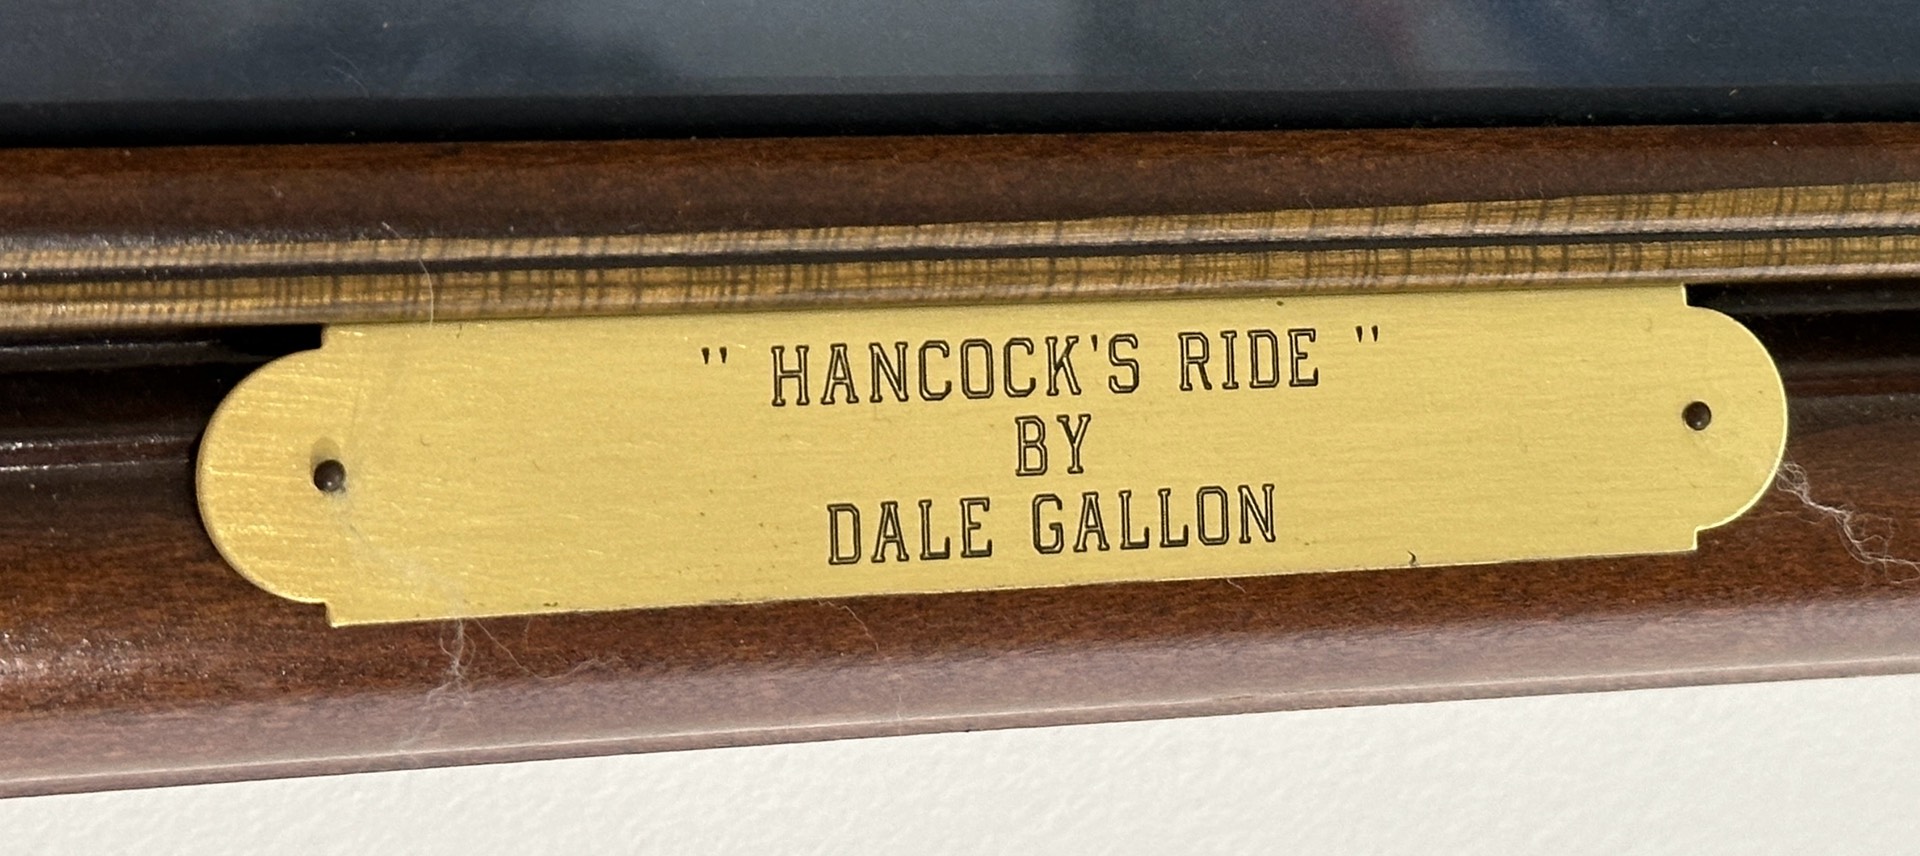 " HANCOCK'S RIDE "
BY
DALE GALLON